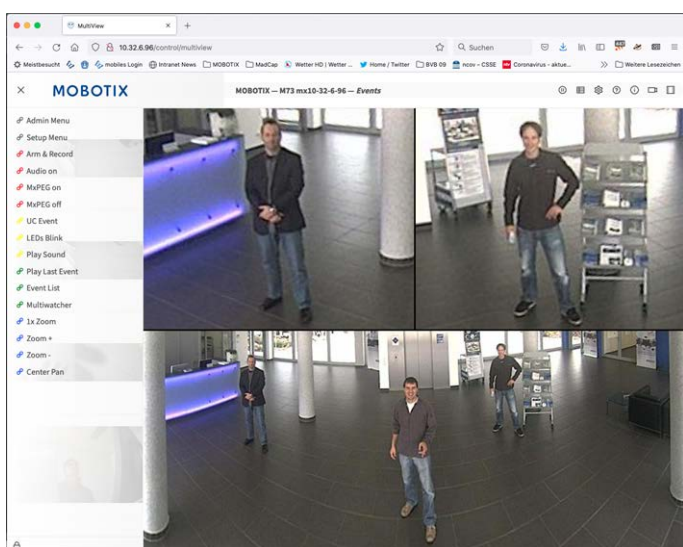 MultiView
10.32.6.96/control/multiview
Suchen
Meistbesucht
mobiles Login
Intranet News
MOBOTIX
MadCap
Wetter HD | Wetter ...
Home / Twitter
BVB 09
ncov – CSSE
Coronavirus - aktue...
Weitere Lesezeichen
MOBOTIX
MOBOTIX — M73 mx10-32-6-96 — Events
Admin Menu
Setup Menu
Arm & Record
Audio on
MxPEG on
MxPEG off
UC Event
LEDs Blink
Play Sound
Play Last Event
Event List
Multiwatcher
1x Zoom
Zoom +
Zoom -
Center Pan